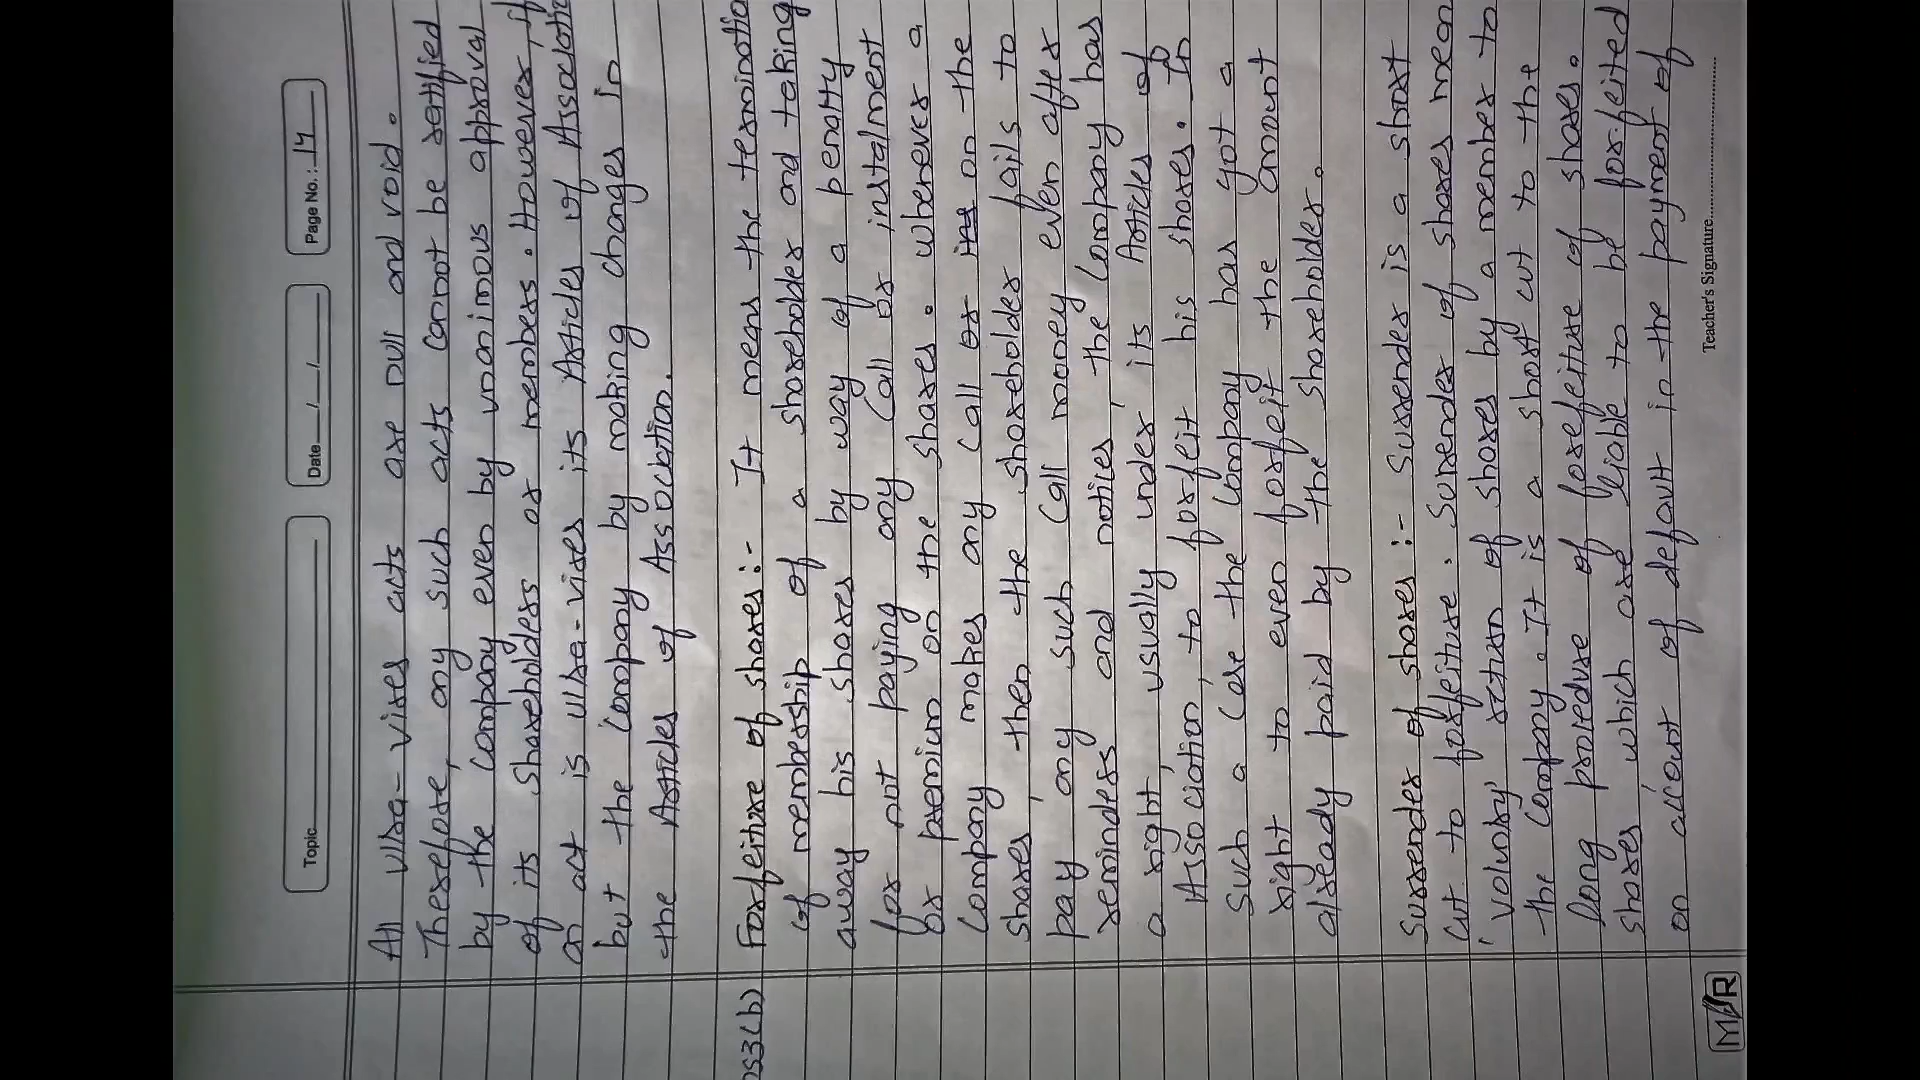 Topic
Date / /
Page No.: 14
All ulra-vires acts are null and void.
Therefore, any such acts cannot be ratified
by the company even by unanimous approval
of its Shareholders or members. However, if
an act is ulra-vires its Articles of Associatio
but the company by making changes in
the Articles of Association.
ns3(b) Forfeiture of shares:- It means the terminatio
of membership of a shareholder and taking
away his shares by way of a penalty
for not paying any call or instalment
or premium on the shares. whenever a
company makes any call or on the
shares, then the shareholder fails to
pay any such call money even after
reminders and notices, the company has
a right, usually under its Articles of
Association, to forfeit his shares. In
such a case the company has got a
right to even forfeit the amount
already paid by the shareholder.
Surrender of shares:- Surrender is a short
cut to forfeiture. Surender of shares mean
'volunry return of shares by a member to
the company. It is a short cut to the
long procedure of forefeiture of shares.
shares which are liable to be forfeited
on account of default in the payment of
Teacher's Signature
MR